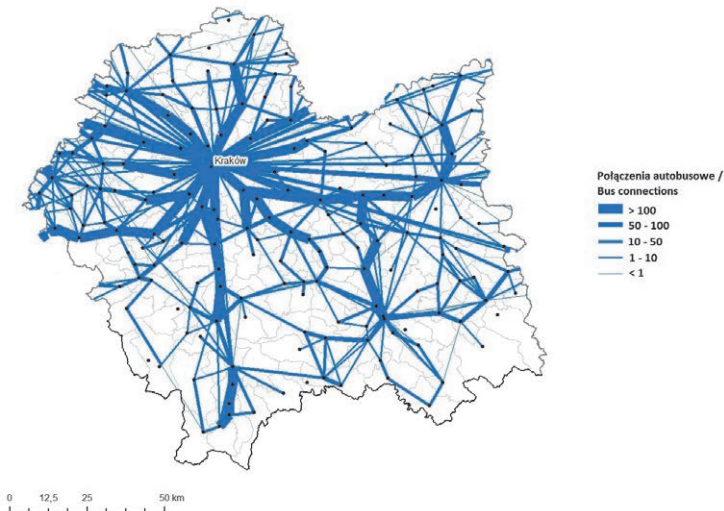 Kraków
Połączenia autobusowe /
Bus connections
> 100
50 - 100
10 - 50
1 - 10
< 1
0 12,5 25 50 km